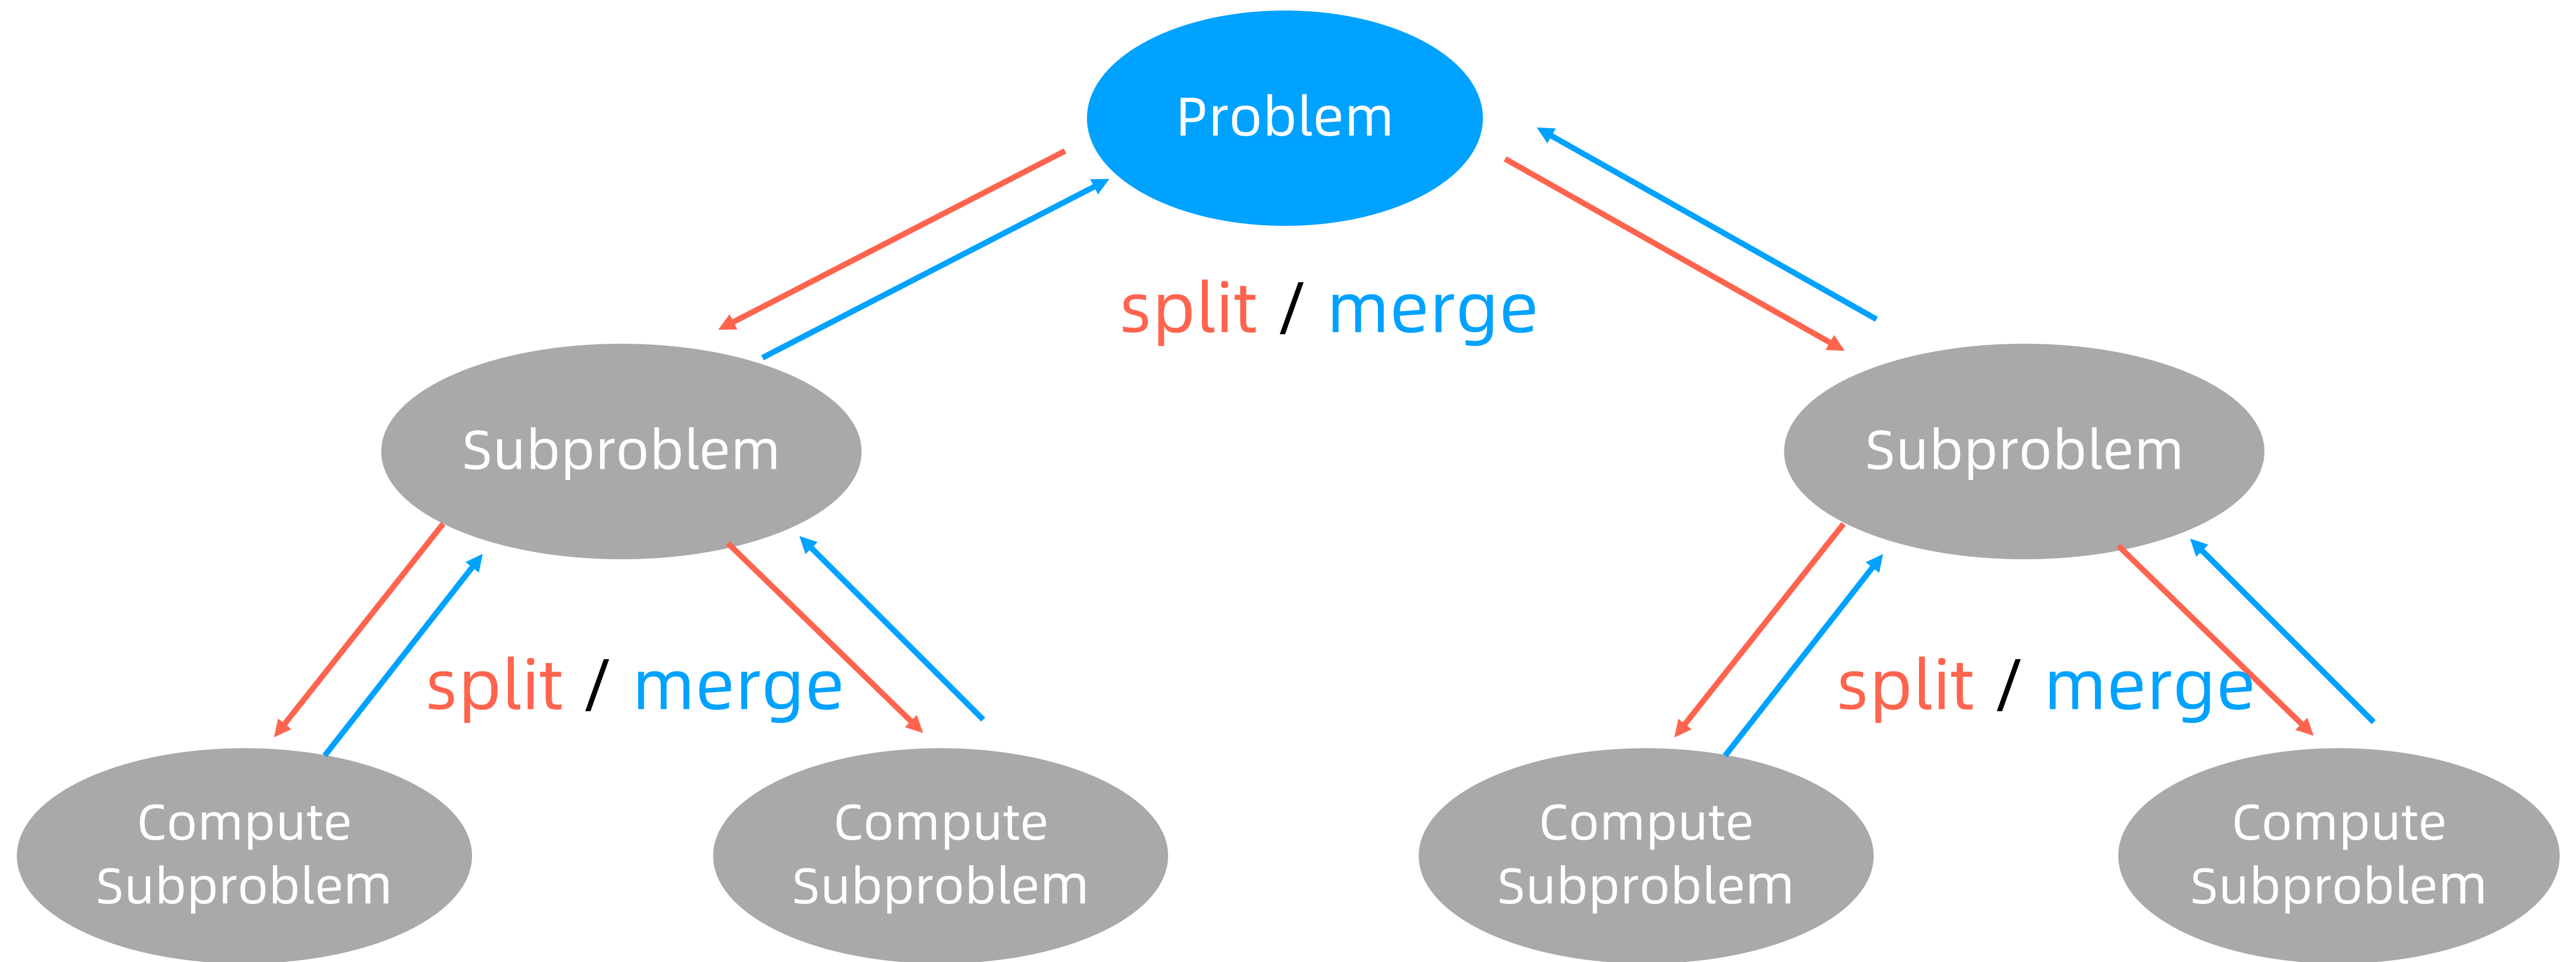 Problem
split / merge
Subproblem
Subproblem
split / merge
split / merge
Compute
Subproblem
Compute
Subproblem
Compute
Subproblem
Compute
Subproblem